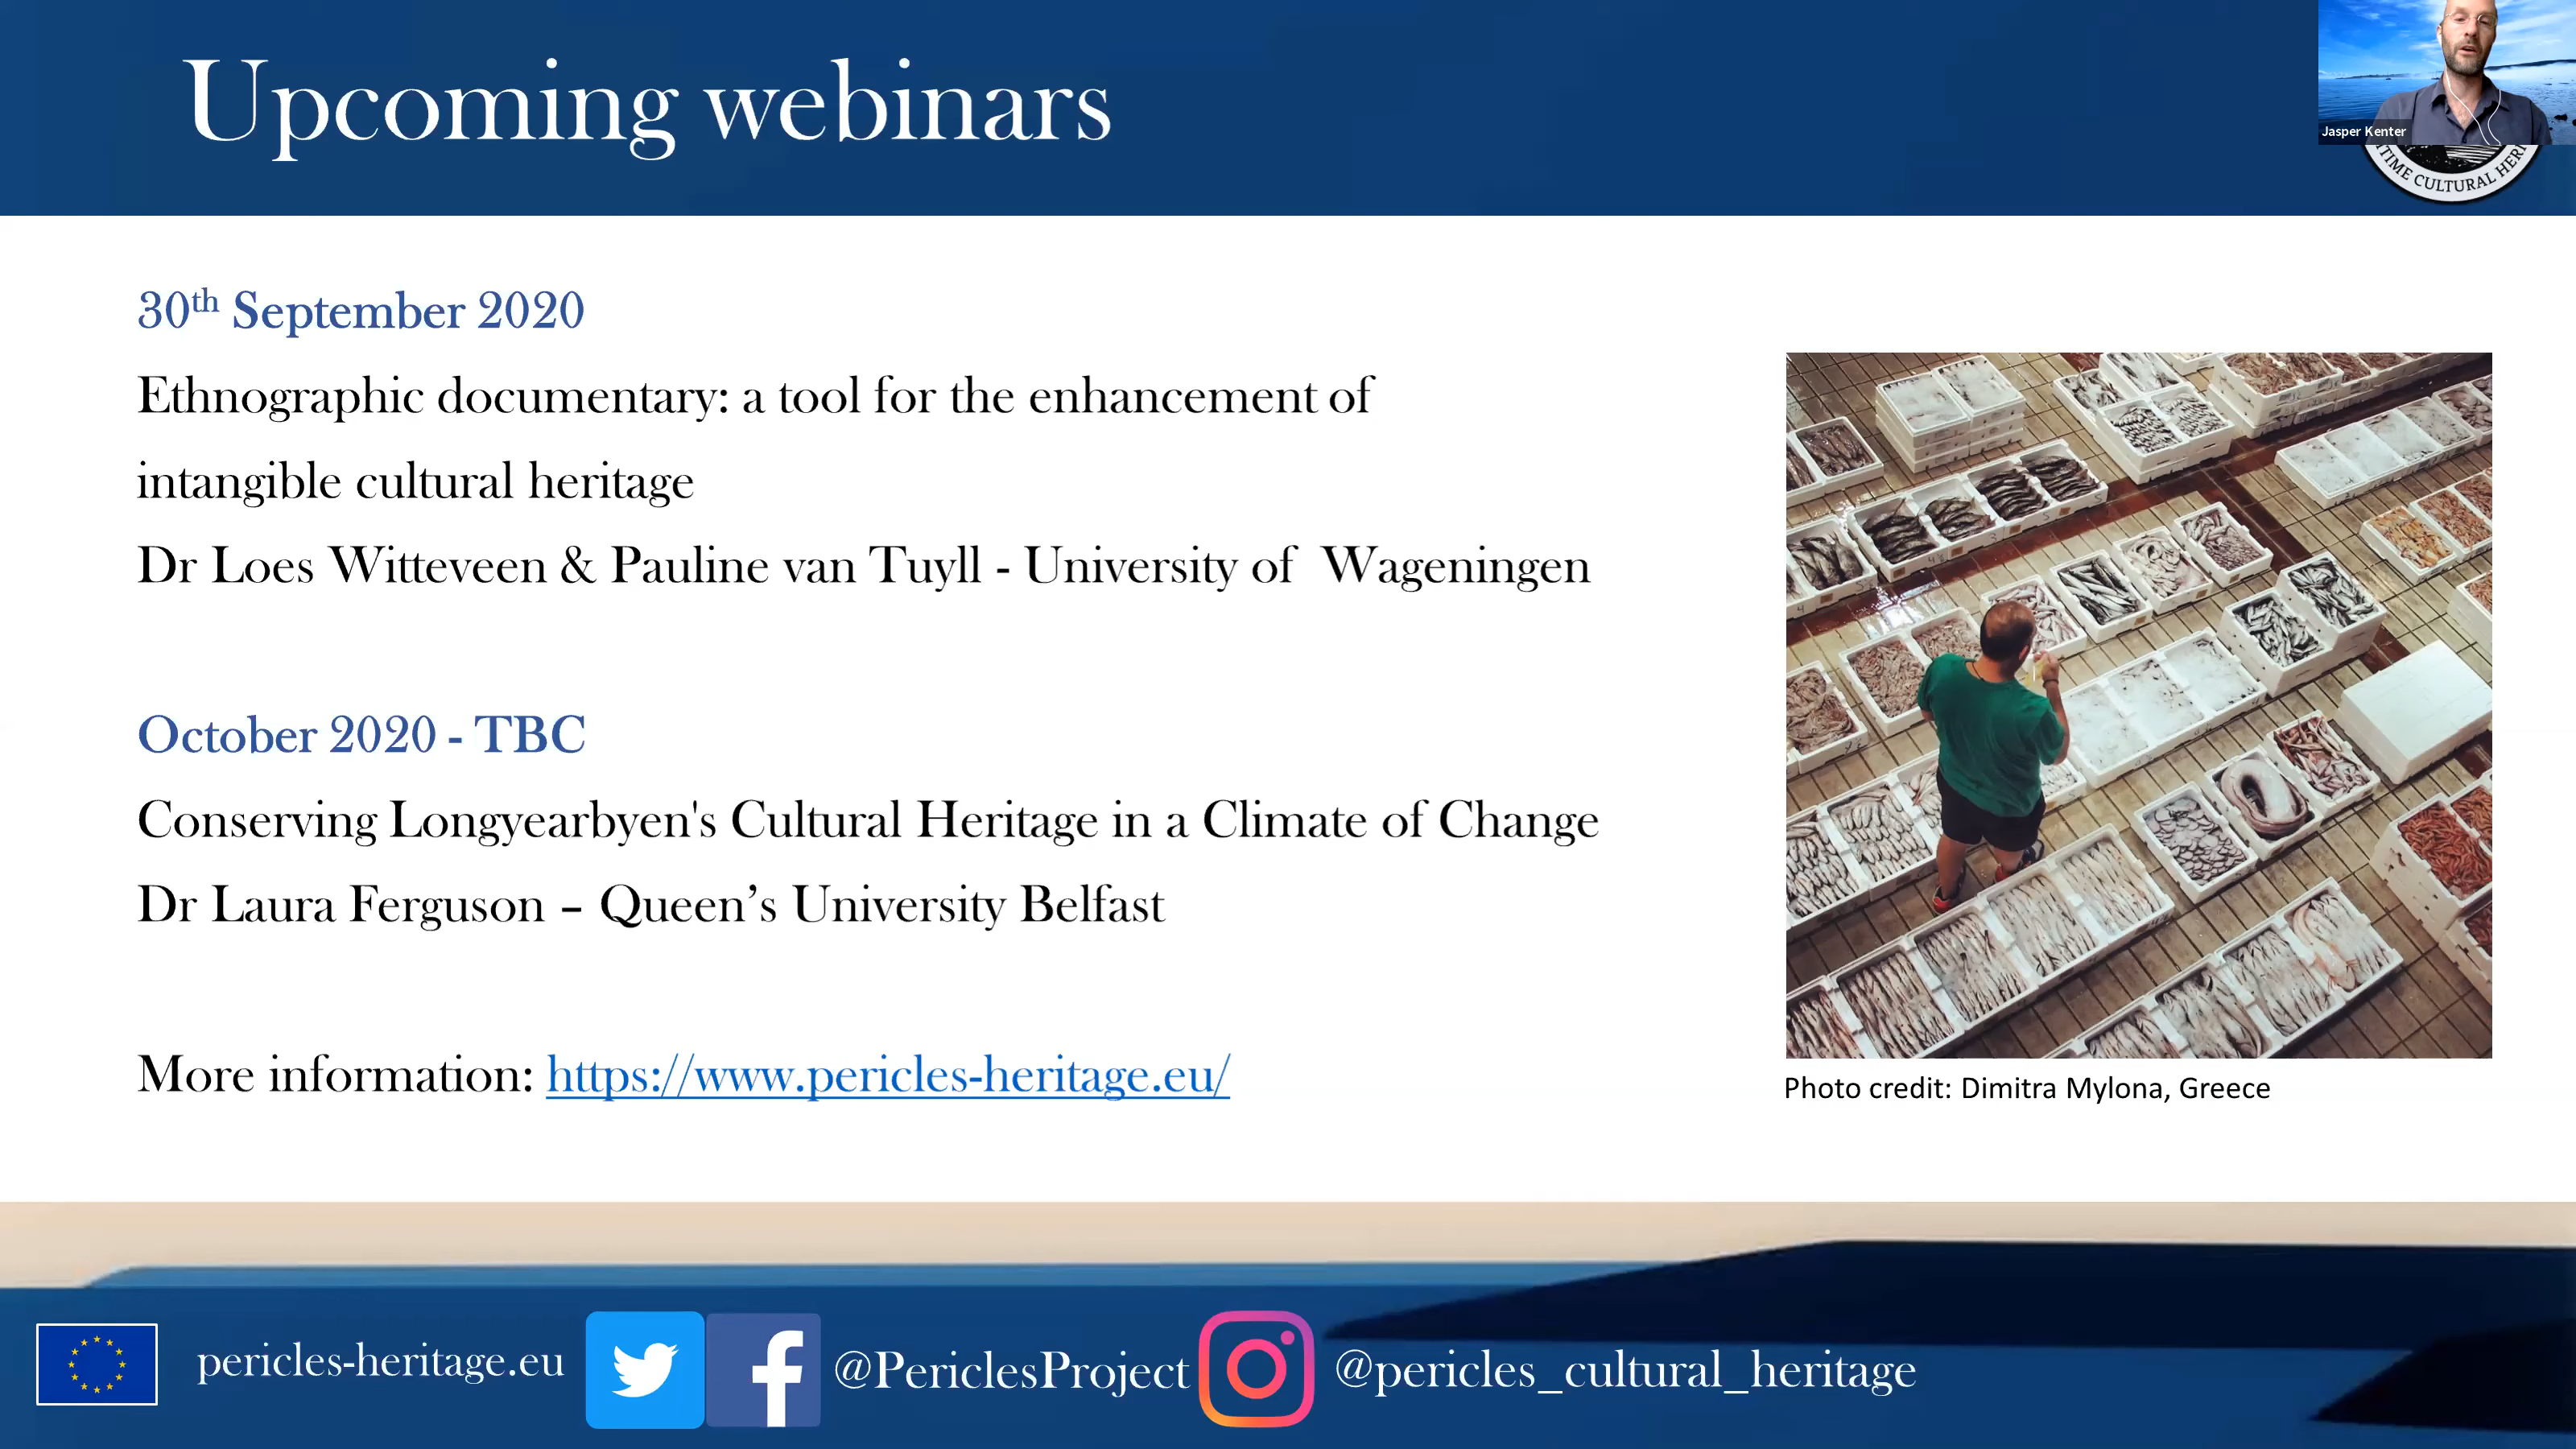 Upcoming webinars
Jasper Kenter
TIME CULTURAL HERI
30th September 2020
Ethnographic documentary: a tool for the enhancement of
intangible cultural heritage
Dr Loes Witteveen & Pauline van Tuyll - University of  Wageningen
October 2020 - TBC
Conserving Longyearbyen's Cultural Heritage in a Climate of Change
Dr Laura Ferguson – Queen’s University Belfast
More information: https://www.pericles-heritage.eu/
Photo credit: Dimitra Mylona, Greece
pericles-heritage.eu
@PericlesProject
@pericles_cultural_heritage